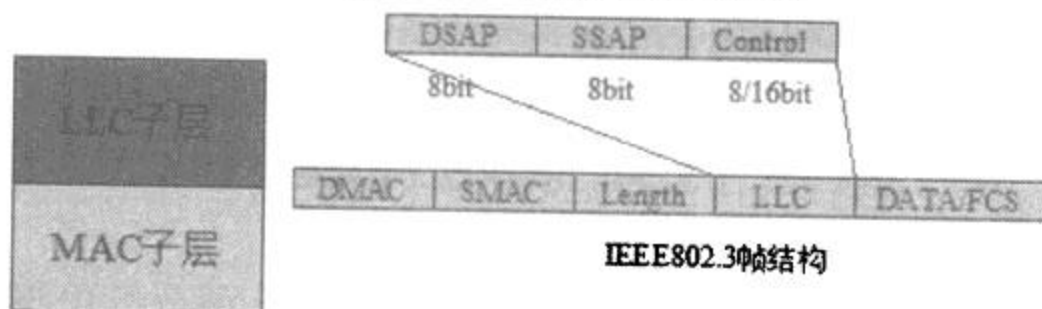 DSAP SSAP Control
8bit 8bit 8/16bit
LLC子层
DMAC SMAC Length LLC DATA/FCS
MAC子层
IEEE802.3帧结构